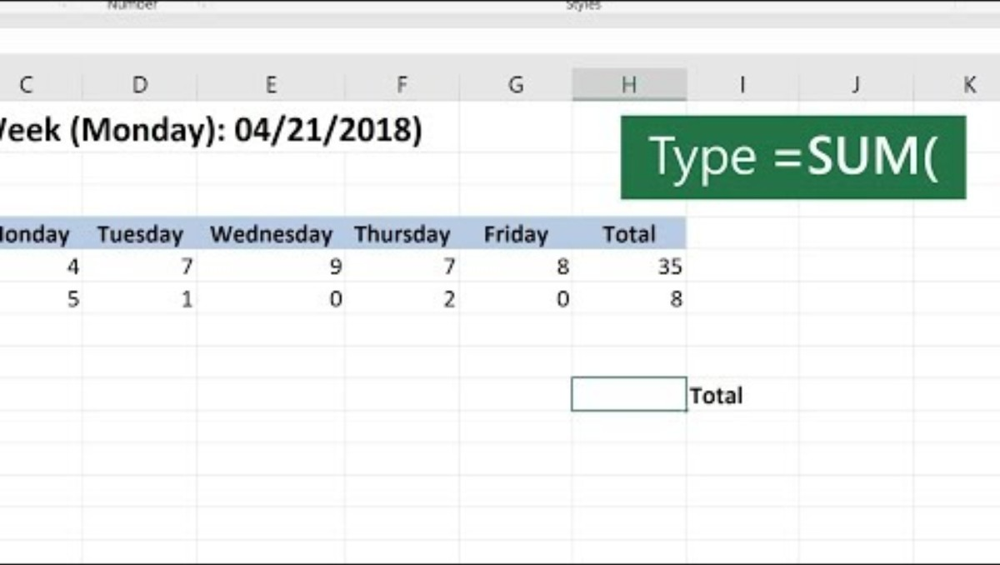 Number Styles
C D E F G H I J K
Week (Monday): 04/21/2018)
Type =SUM(
Monday Tuesday Wednesday Thursday Friday Total
4 7 9 7 8 35
5 1 0 2 0 8
Total